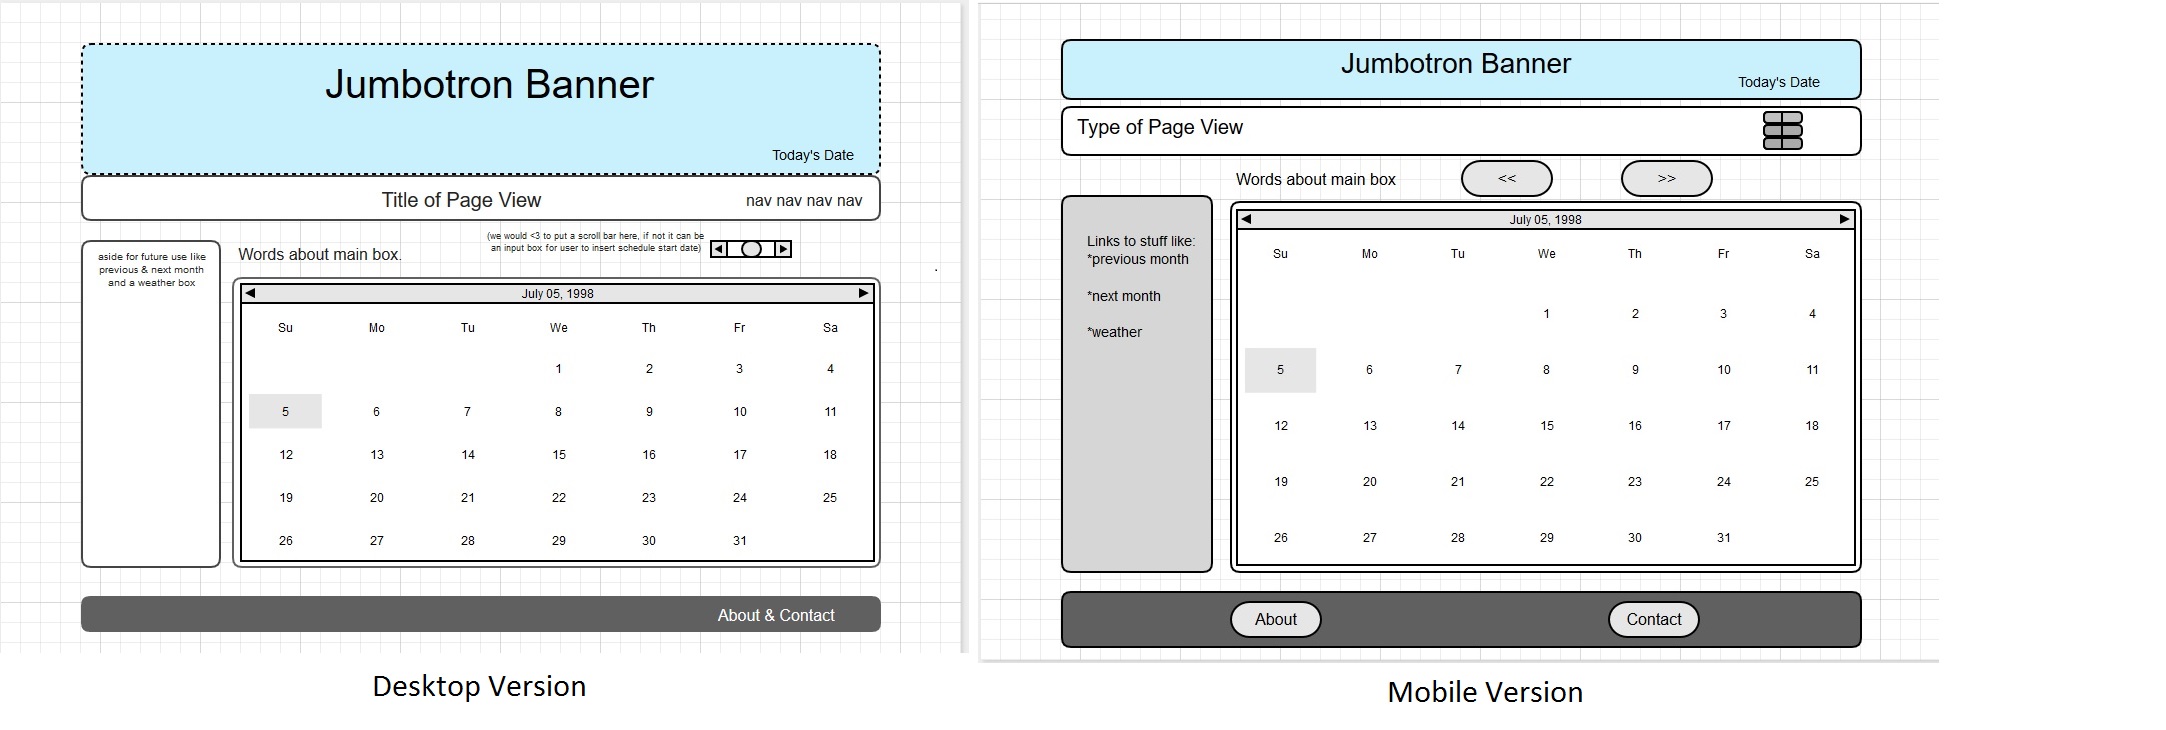 Jumbotron Banner
Today's Date
Title of Page View
nav nav nav nav
aside for future use like
previous & next month
and a weather box
Words about main box.
(we would <3 to put a scroll bar here, if not it can be
an input box for user to insert schedule start date)
July 05, 1998
Su Mo Tu We Th Fr Sa
1 2 3 4
5 6 7 8 9 10 11
12 13 14 15 16 17 18
19 20 21 22 23 24 25
26 27 28 29 30 31
About & Contact
Desktop Version
Jumbotron Banner
Today's Date
Type of Page View
Words about main box
<< >>
Links to stuff like:
*previous month
*next month
*weather
July 05, 1998
Su Mo Tu We Th Fr Sa
1 2 3 4
5 6 7 8 9 10 11
12 13 14 15 16 17 18
19 20 21 22 23 24 25
26 27 28 29 30 31
About
Contact
Mobile Version